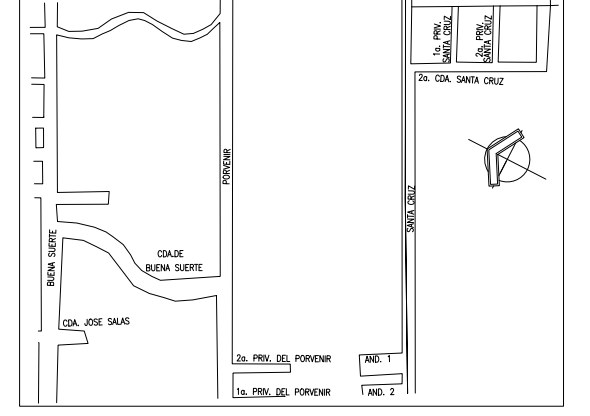 1a. PRIV.
SANTA CRUZ
2a. PRIV.
SANTA CRUZ
2a. CDA. SANTA CRUZ
PORVENIR
SANTA CRUZ
BUENA SUERTE
CDA.DE
BUENA SUERTE
CDA. JOSE SALAS
2a. PRIV. DEL PORVENIR
AND. 1
1a. PRIV. DEL PORVENIR
AND. 2